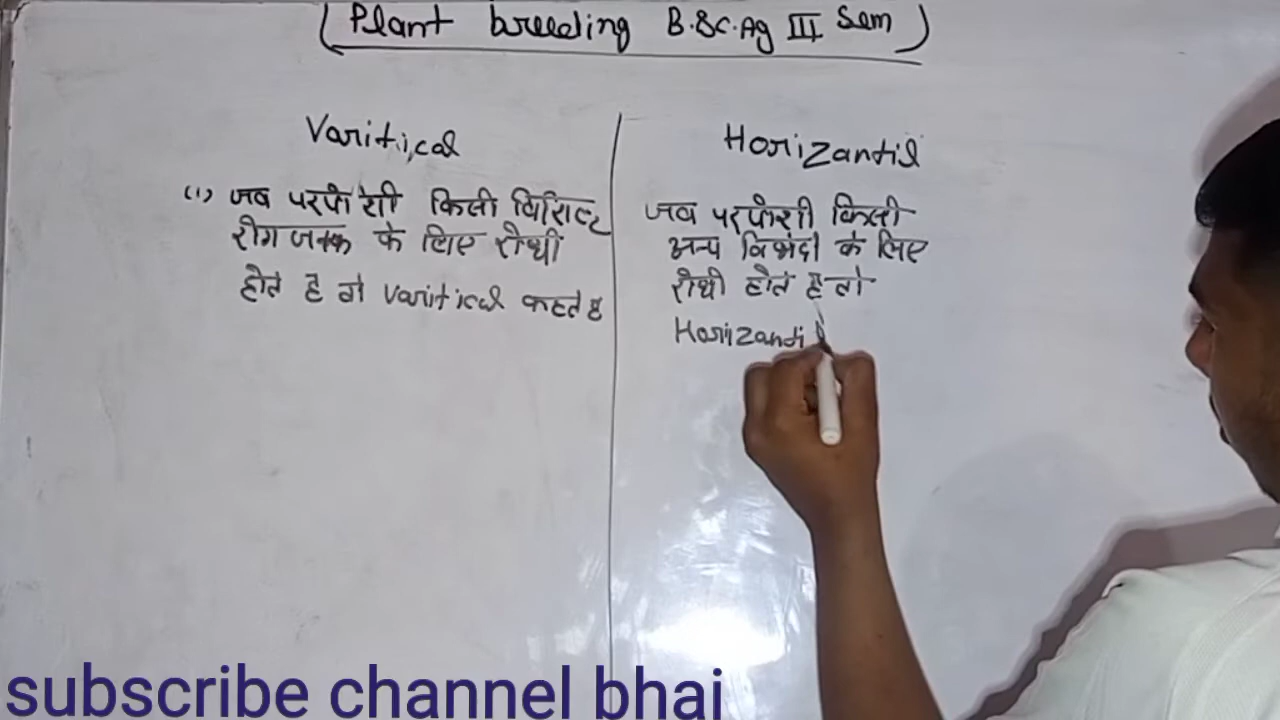 (Plant breeding B.Sc.Ag III Sem)
Varitical
(1) जब परपोशी किसी विशिष्ट
रोगजनक के लिए रोधी
होते है तो Varitical कहते है
Horizantil
जब परपोशी किसी
अन्य विभेदो के लिए
रोधी होते है तो
Horizanti
subscribe channel bhai